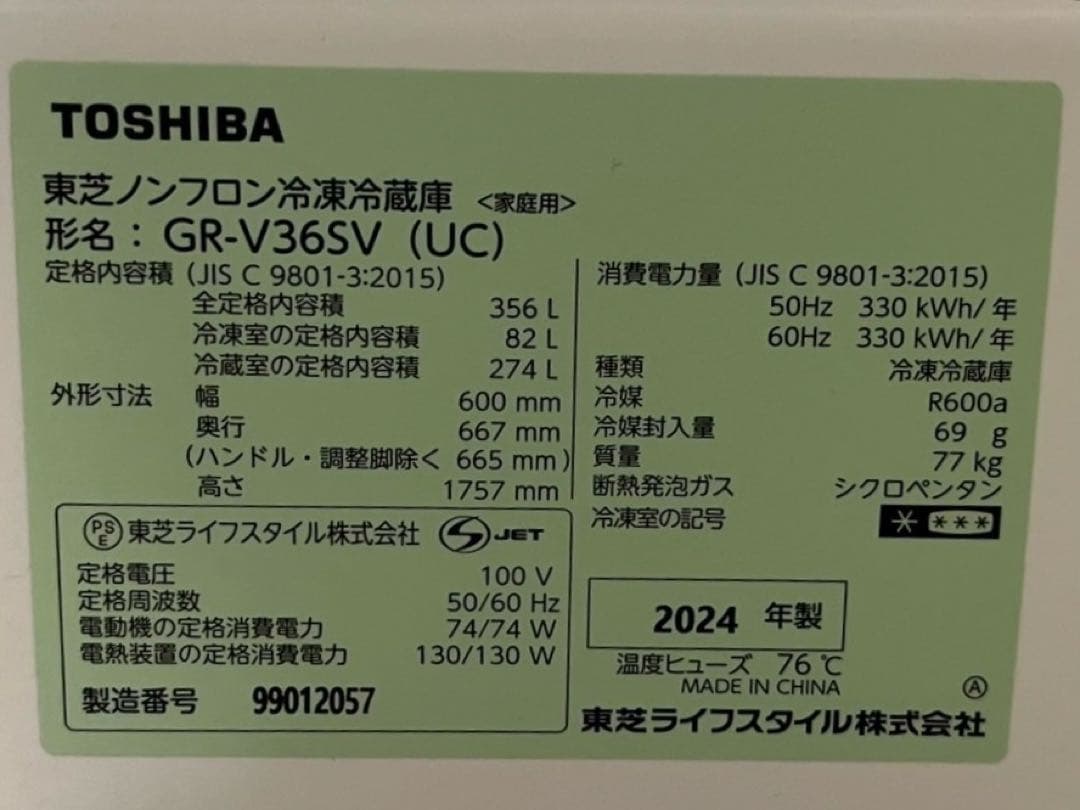 TOSHIBA
東芝ノンフロン冷凍冷蔵庫 <家庭用>
形名：GR-V36SV (UC)
定格内容積 (JIS C 9801-3:2015)
全定格内容積 356 L
冷凍室の定格内容積 82 L
冷蔵室の定格内容積 274 L
外形寸法 幅 600 mm
奥行 667 mm
(ハンドル・調整脚除く 665 mm)
高さ 1757 mm
消費電力量 (JIS C 9801-3:2015)
50Hz 330 kWh/年
60Hz 330 kWh/年
種類 冷凍冷蔵庫
冷媒 R600a
冷媒封入量 69 g
質量 77 kg
断熱発泡ガス シクロペンタン
冷凍室の記号 * ***
PSE 東芝ライフスタイル株式会社 S JET
定格電圧 100 V
定格周波数 50/60 Hz
電動機の定格消費電力 74/74 W
電熱装置の定格消費電力 130/130 W
製造番号 99012057
2024 年製
温度ヒューズ 76 ℃
MADE IN CHINA
Ⓐ
東芝ライフスタイル株式会社